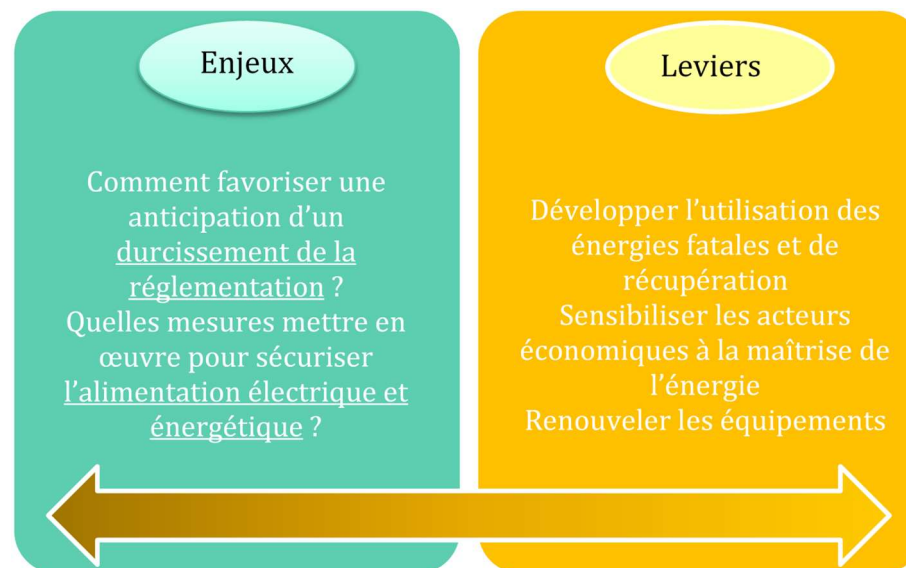 Enjeux
Comment favoriser une
anticipation d’un
durcissement de la
réglementation ?
Quelles mesures mettre en
œuvre pour sécuriser
l’alimentation électrique et
énergétique ?
Leviers
Développer l’utilisation des
énergies fatales et de
récupération
Sensibiliser les acteurs
économiques à la maîtrise de
l’énergie
Renouveler les équipements